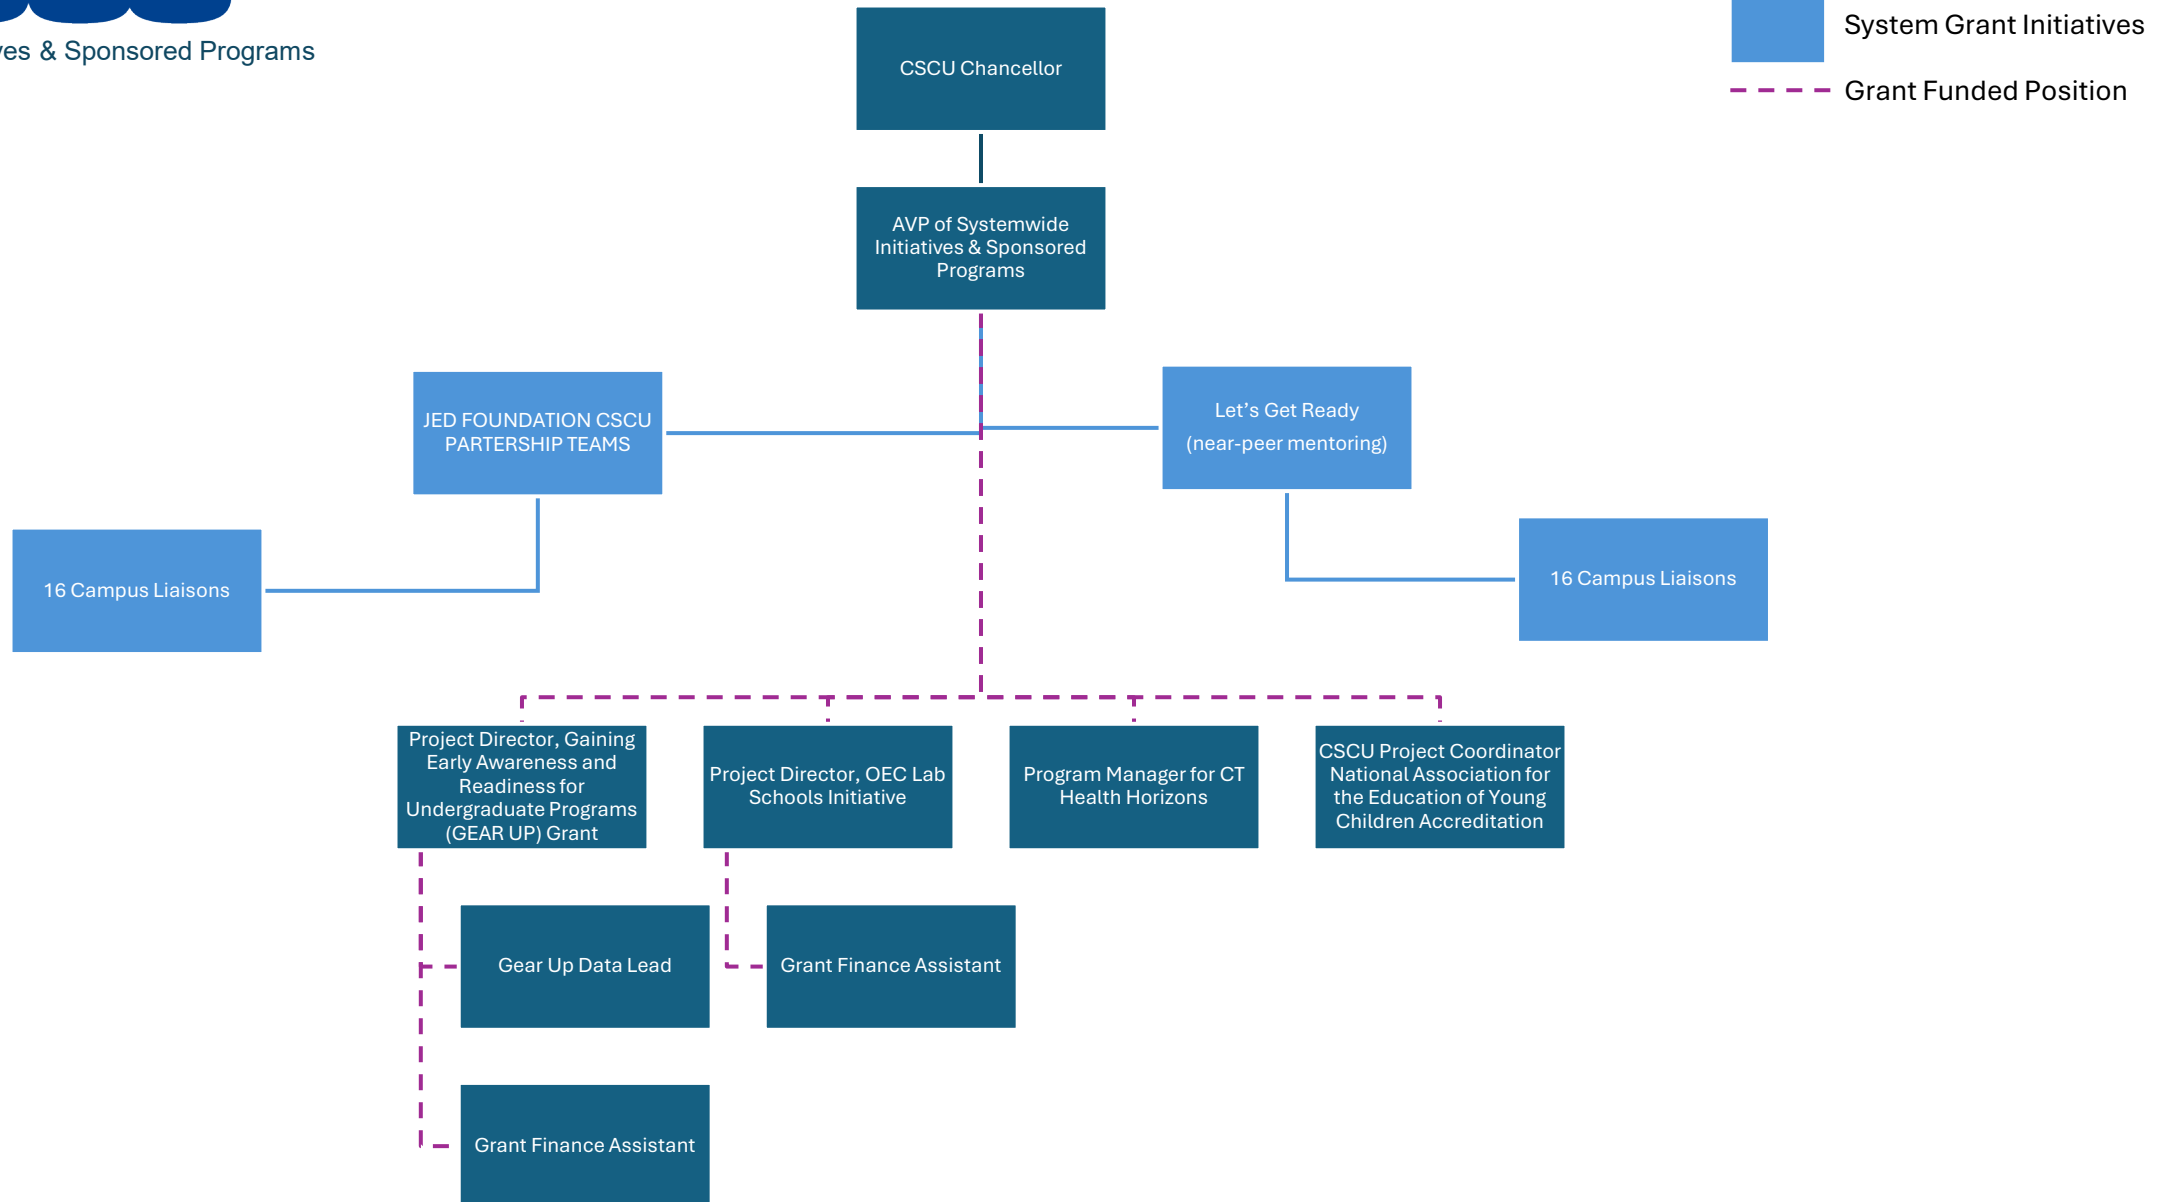 & Sponsored Programs
System Grant Initiatives
Grant Funded Position
CSCU Chancellor
AVP of Systemwide
Initiatives & Sponsored
Programs
JED FOUNDATION CSCU
PARTERSHIP TEAMS
Let's Get Ready
(near-peer mentoring)
16 Campus Liaisons
16 Campus Liaisons
Project Director, Gaining
Early Awareness and
Readiness for
Undergraduate Programs
(GEAR UP) Grant
Project Director, OEC Lab
Schools Initiative
Program Manager for CT
Health Horizons
CSCU Project Coordinator
National Association for
the Education of Young
Children Accreditation
Gear Up Data Lead
Grant Finance Assistant
Grant Finance Assistant